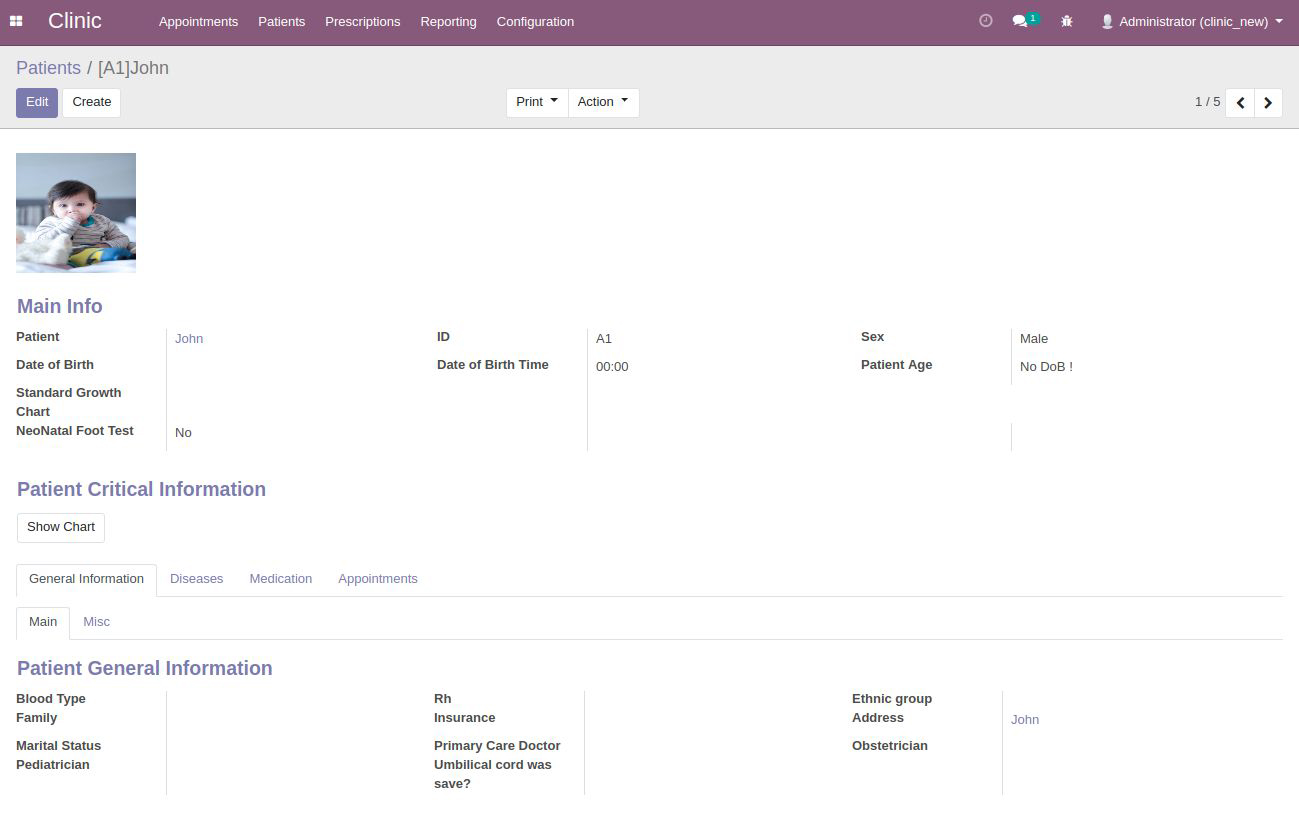 Clinic Appointments Patients Prescriptions Reporting Configuration 1 Administrator (clinic_new)
Patients / [A1]John
Edit Create Print Action 1 / 5
Main Info
Patient John ID A1 Sex Male
Date of Birth Date of Birth Time 00:00 Patient Age No DoB !
Standard Growth
Chart
NeoNatal Foot Test No
Patient Critical Information
Show Chart
General Information Diseases Medication Appointments
Main Misc
Patient General Information
Blood Type Rh Ethnic group
Family Insurance Address John
Marital Status Primary Care Doctor Obstetrician
Pediatrician Umbilical cord was
save?